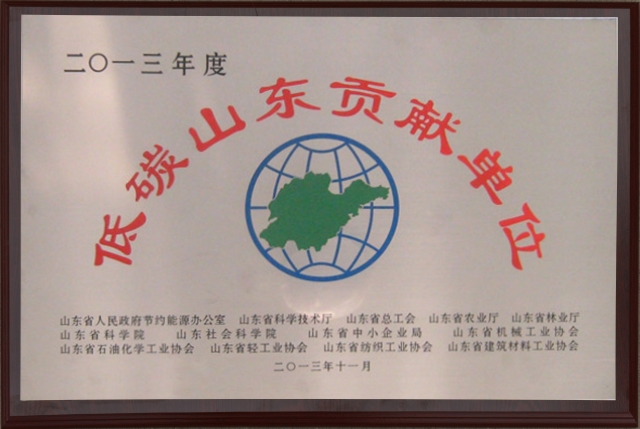 二〇一三年度
低碳山东贡献单位
山东省人民政府节约能源办公室 山东省科学技术厅 山东省总工会 山东省农业厅 山东省林业厅
山东省科学院 山东社会科学院 山东省中小企业局 山东省机械工业协会
山东省石油化学工业协会 山东省轻工业协会 山东省纺织工业协会 山东省建筑材料工业协会
二〇一三年十一月